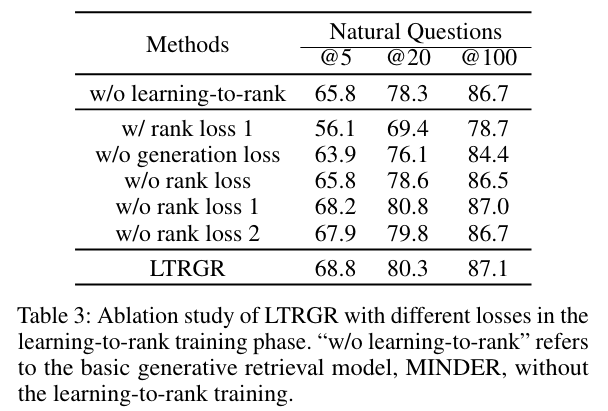 Methods Natural Questions
@5 @20 @100
w/o learning-to-rank 65.8 78.3 86.7
w/ rank loss 1 56.1 69.4 78.7
w/o generation loss 63.9 76.1 84.4
w/o rank loss 65.8 78.6 86.5
w/o rank loss 1 68.2 80.8 87.0
w/o rank loss 2 67.9 79.8 86.7
LTRGR 68.8 80.3 87.1
Table 3: Ablation study of LTRGR with different losses in the
learning-to-rank training phase. “w/o learning-to-rank” refers
to the basic generative retrieval model, MINDER, without
the learning-to-rank training.